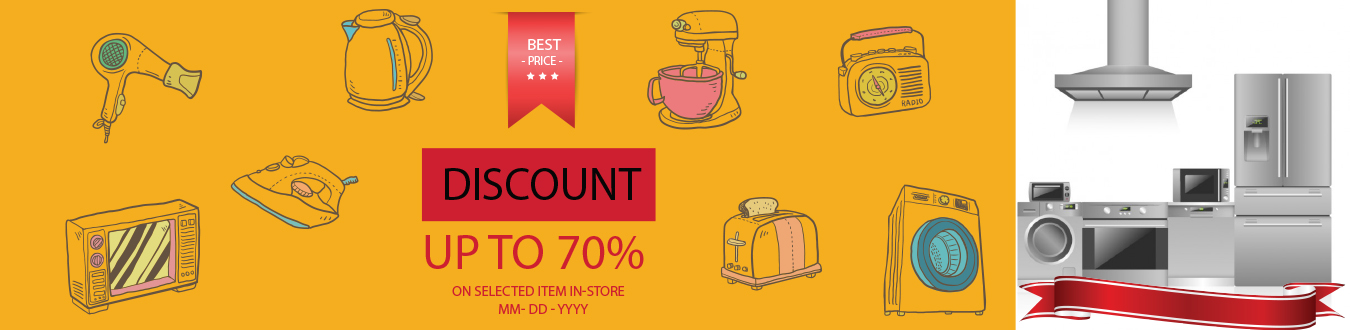 BEST
- PRICE -
RADIO
DISCOUNT
UP TO 70%
ON SELECTED ITEM IN-STORE
MM- DD - YYYY